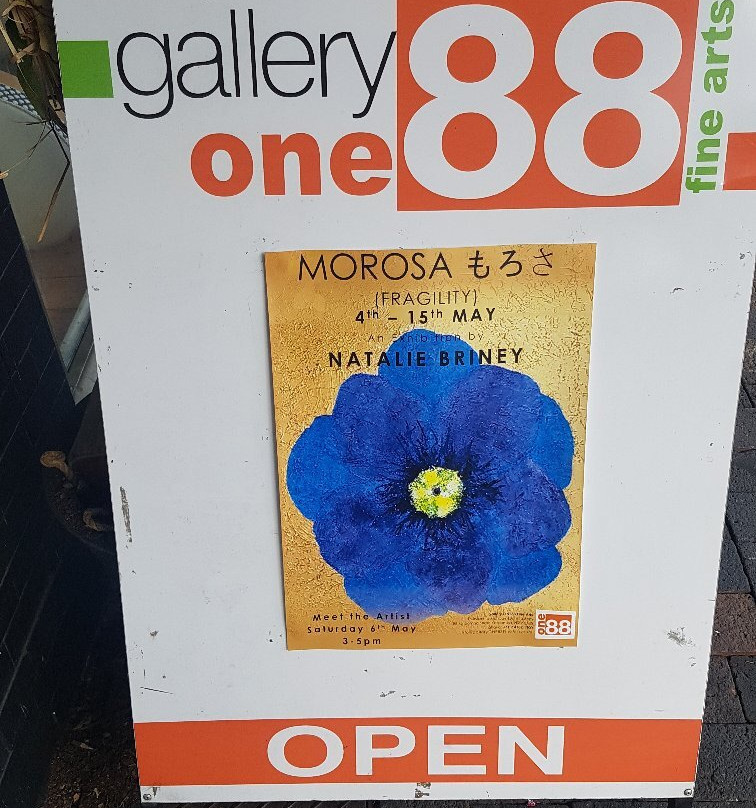 gallery
one88
fine arts
MOROSA もろさ
(FRAGILITY)
4th – 15th MAY
An Exhibition by
NATALIE BRINEY
Meet the Artist
Saturday 6th May
3-5pm
one88
OPEN